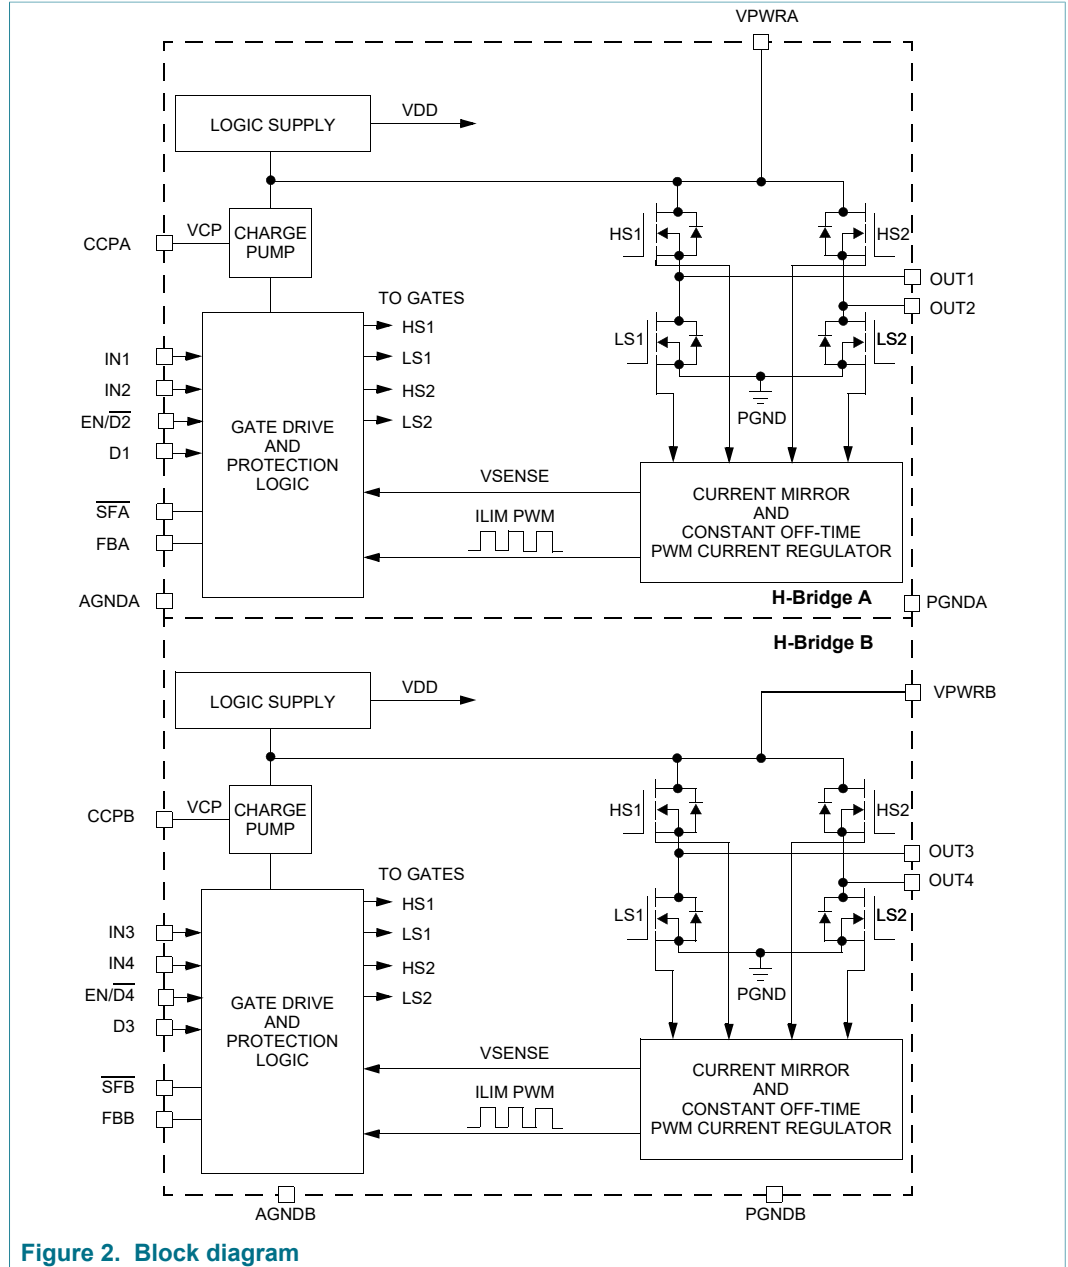 VPWRA
LOGIC SUPPLY
VDD
CCPA
VCP
CHARGE
PUMP
HS1
HS2
OUT1
OUT2
TO GATES
HS1
LS1
HS2
LS2
LS1
LS2
PGND
IN1
IN2
EN/D2
D1
SFA
FBA
GATE DRIVE
AND
PROTECTION
LOGIC
VSENSE
ILIM PWM
CURRENT MIRROR
AND
CONSTANT OFF-TIME
PWM CURRENT REGULATOR
AGNDA
H-Bridge A
PGNDA
H-Bridge B
LOGIC SUPPLY
VDD
VPWRB
CCPB
VCP
CHARGE
PUMP
HS1
HS2
OUT3
OUT4
TO GATES
HS1
LS1
HS2
LS2
LS1
LS2
PGND
IN3
IN4
EN/D4
D3
SFB
FBB
GATE DRIVE
AND
PROTECTION
LOGIC
VSENSE
ILIM PWM
CURRENT MIRROR
AND
CONSTANT OFF-TIME
PWM CURRENT REGULATOR
AGNDB
PGNDB
Figure 2. Block diagram